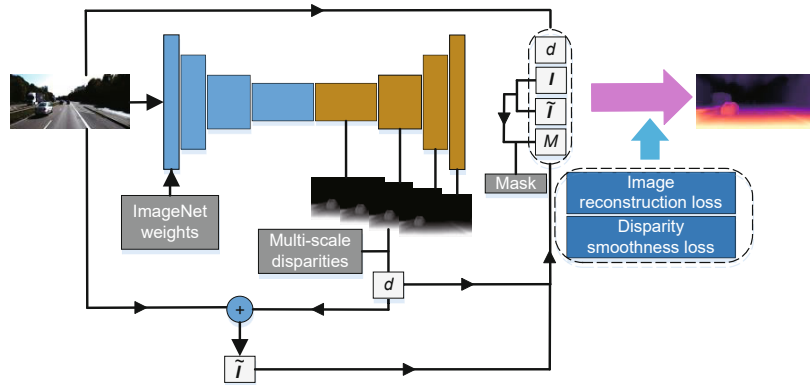 d
I
Ĩ
M
Mask
ImageNet
weights
Image
reconstruction loss
Disparity
smoothness loss
Multi-scale
disparities
d
+
Ĩ